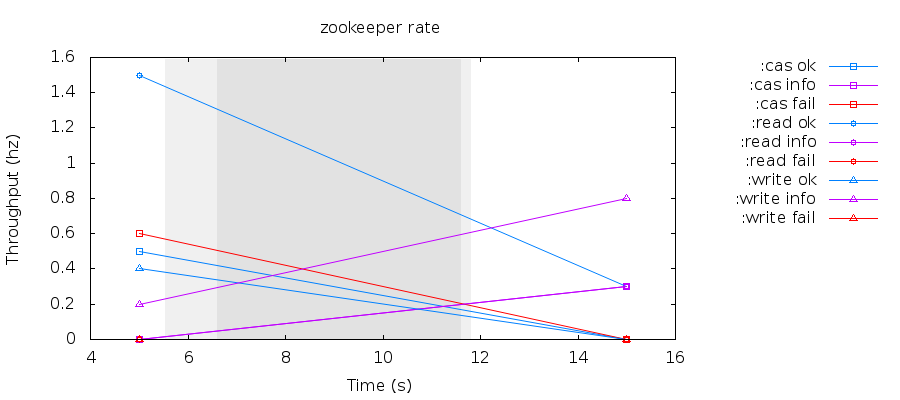 zookeeper rate
Throughput (hz)
1.6
1.4
1.2
1
0.8
0.6
0.4
0.2
0
4 6 8 10 12 14 16
Time (s)
:cas ok
:cas info
:cas fail
:read ok
:read info
:read fail
:write ok
:write info
:write fail